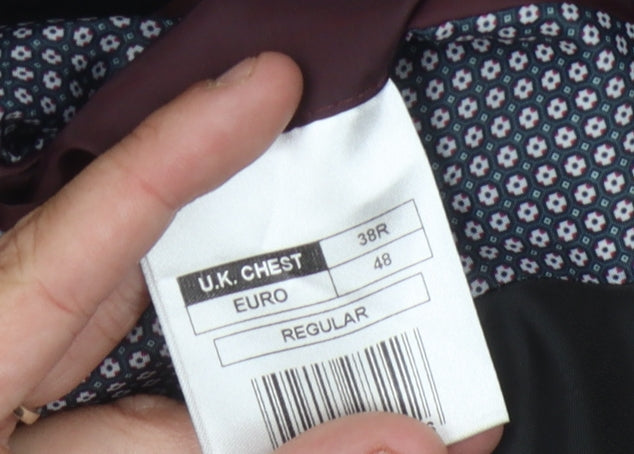 U.K. CHEST 38R
EURO 48
REGULAR